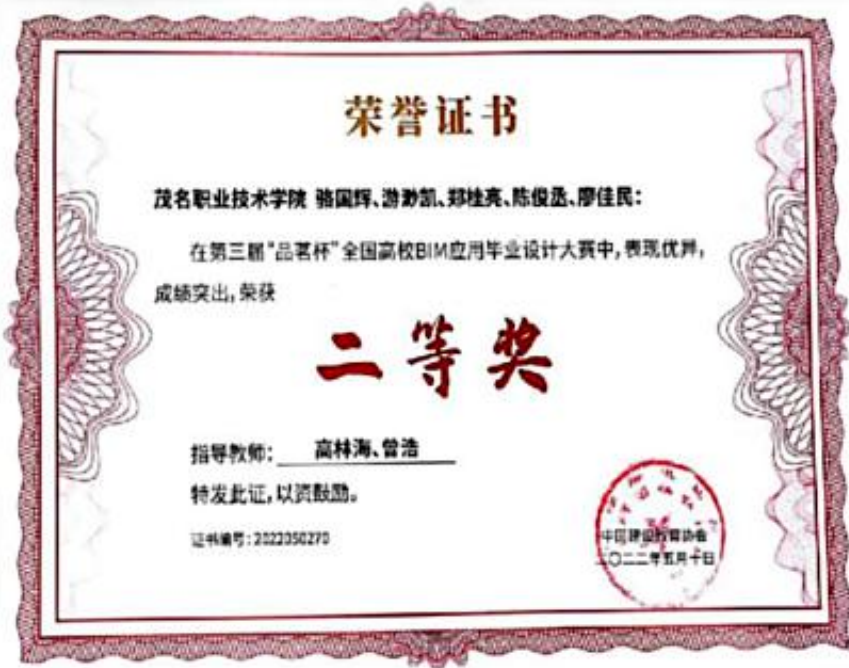 荣誉证书
茂名职业技术学院 骆国辉、游渺凯、郑桂亮、陈俊丞、廖佳民：
在第三届“品茗杯”全国高校BIM应用毕业设计大赛中，表现优异，
成绩突出，荣获
二等奖
指导教师：高林海、曾浩
特发此证，以资鼓励。
证书编号：2022050270
中国建设教育协会
二〇二二年五月十日